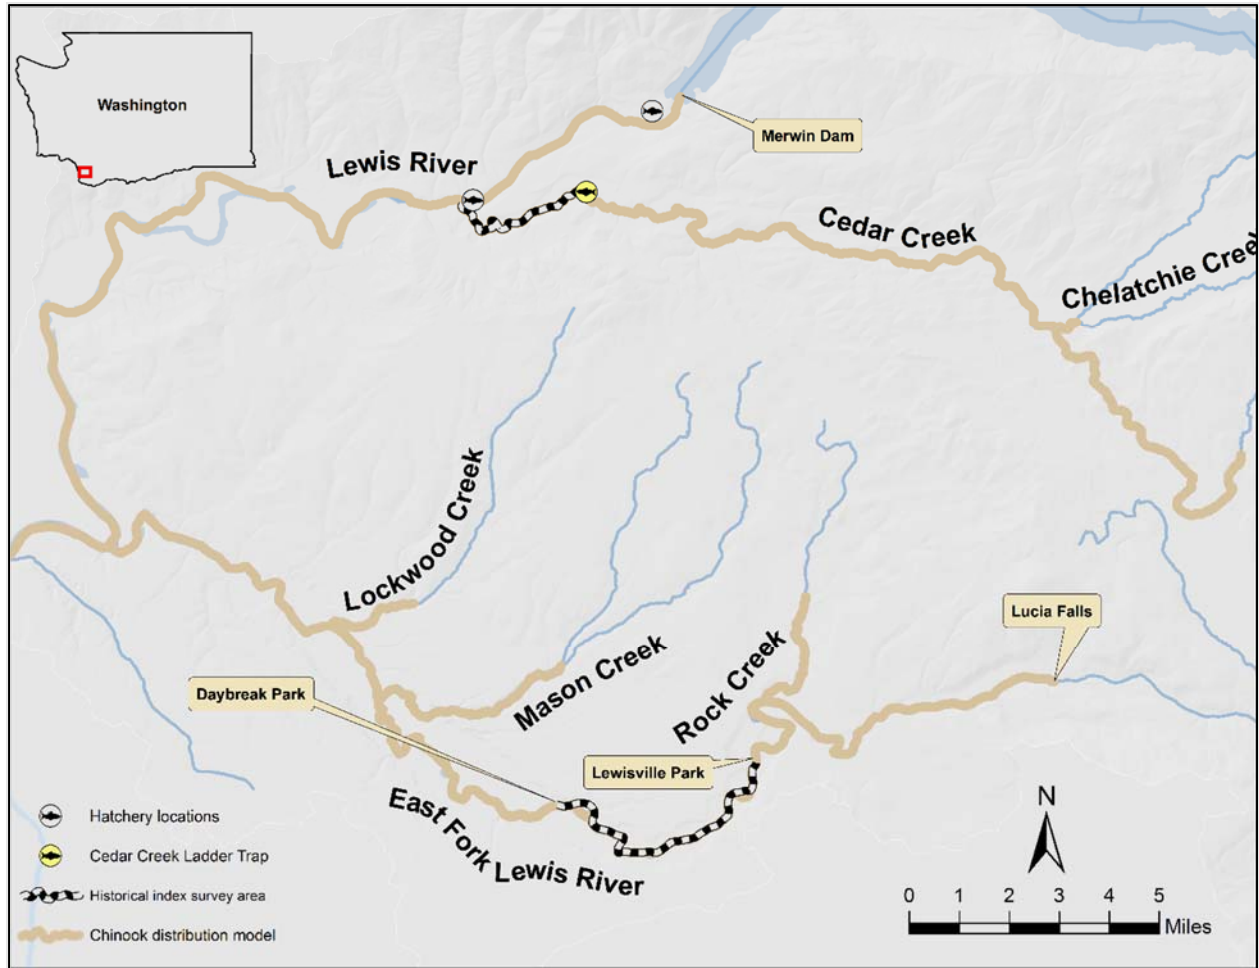 Washington
Merwin Dam
Lewis River
Cedar Creek
Chelatchie Cree
Lockwood Creek
Lucia Falls
Mason Creek
Rock Creek
Daybreak Park
Lewisville Park
East Fork Lewis River
Hatchery locations
Cedar Creek Ladder Trap
Historical index survey area
Chinook distribution model
N
0 1 2 3 4 5
Miles